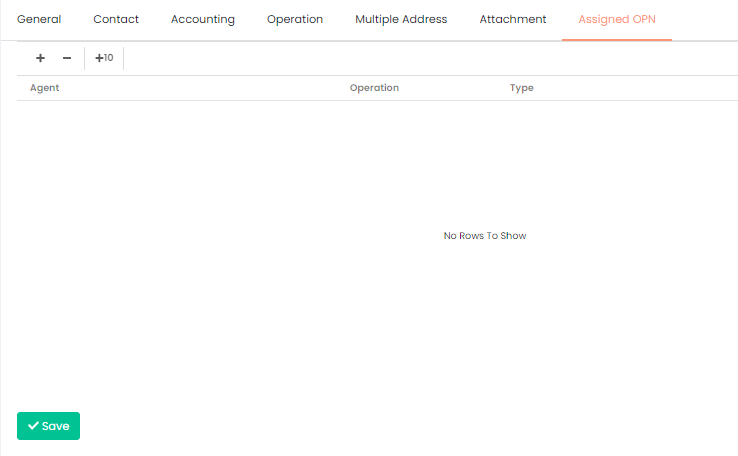 General Contact Accounting Operation Multiple Address Attachment Assigned OPN
+ − +10
Agent Operation Type
No Rows To Show
Save